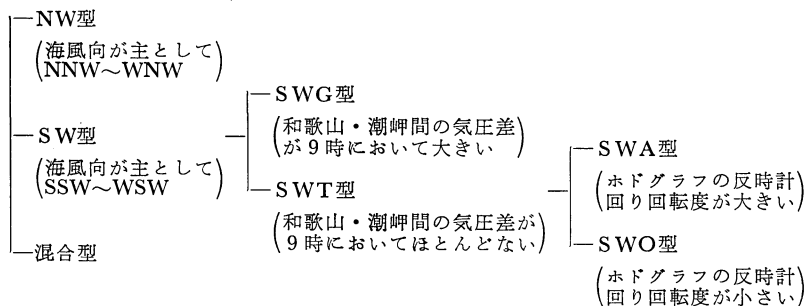 NW型
(海風向が主として
NNW～WNW)
SW型
(海風向が主として
SSW～WSW)
混合型
SWG型
(和歌山・潮岬間の気圧差
が9時において大きい)
SWT型
(和歌山・潮岬間の気圧差が
9時においてほとんどない)
SWA型
(ホドグラフの反時計
回り回転度が大きい)
SWO型
(ホドグラフの反時計
回り回転度が小さい)